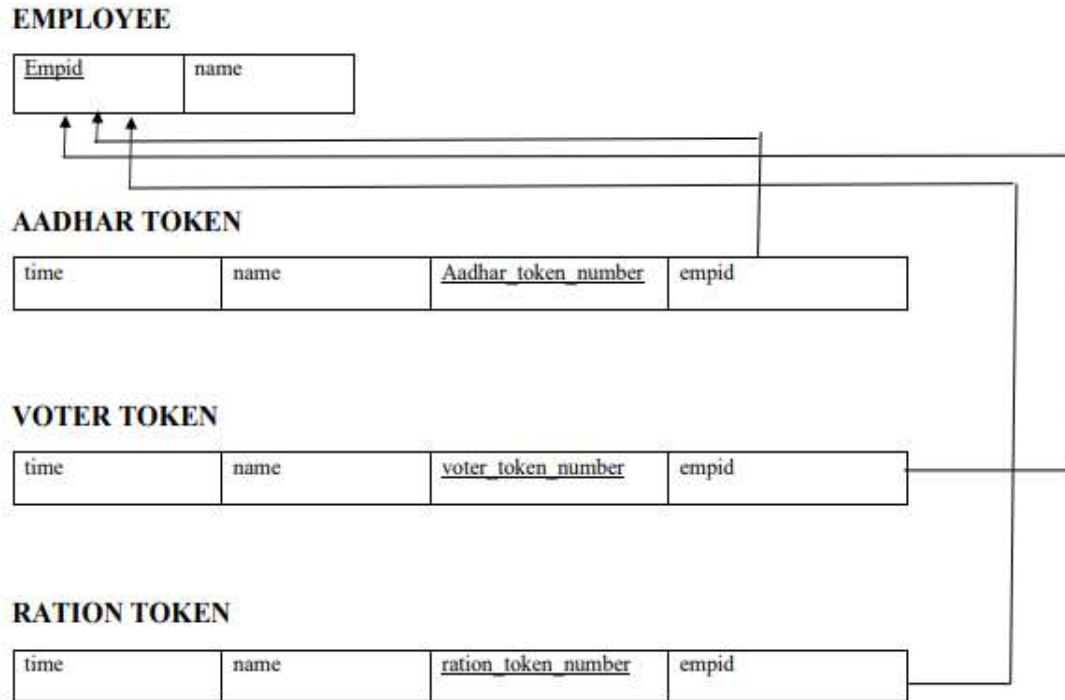 EMPLOYEE
Empid name
AADHAR TOKEN
time name Aadhar_token_number empid
VOTER TOKEN
time name voter_token_number empid
RATION TOKEN
time name ration_token_number empid